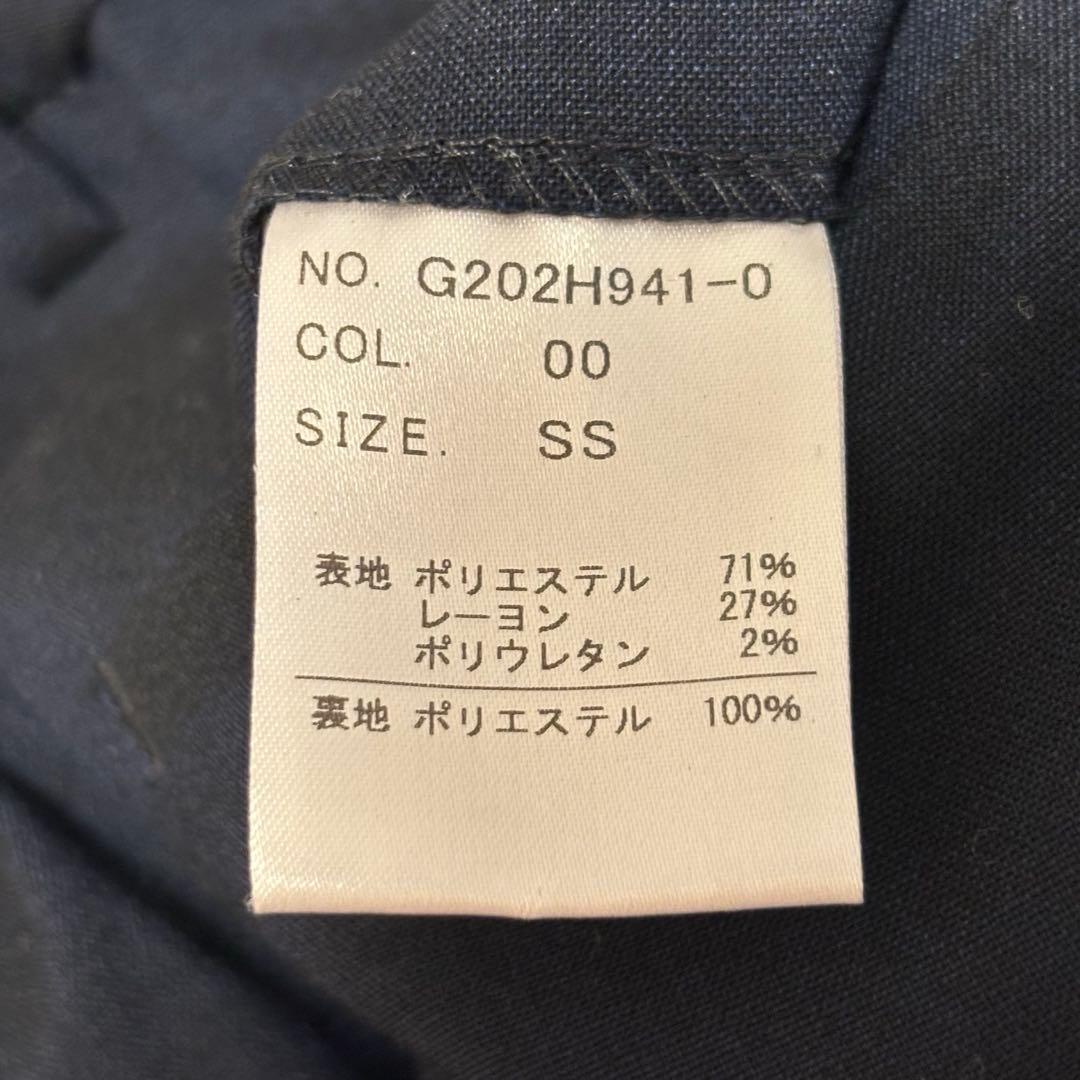 NO. G202H941-0
COL. 00
SIZE. SS
表地 ポリエステル 71%
レーヨン 27%
ポリウレタン 2%
裏地 ポリエステル 100%